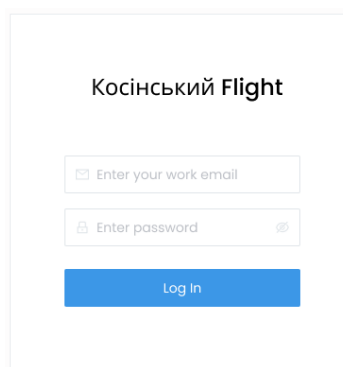 Косінський Flight
Enter your work email
Enter password
Log In